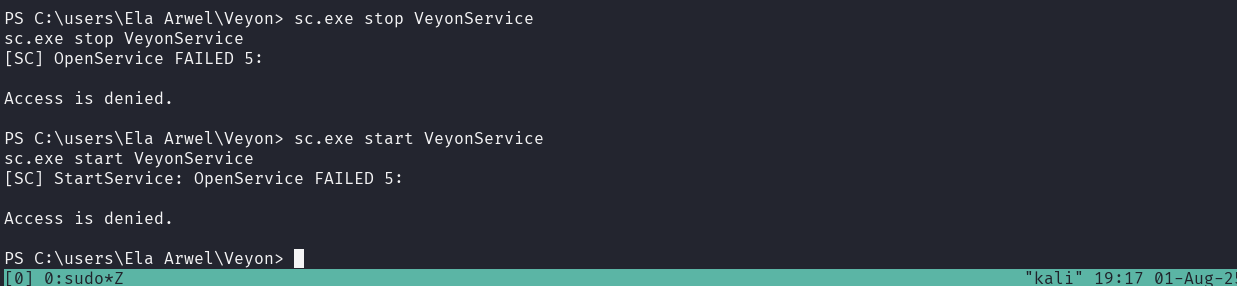 PS C:\users\Ela Arwel\Veyon> sc.exe stop VeyonService
sc.exe stop VeyonService
[SC] OpenService FAILED 5:
Access is denied.
PS C:\users\Ela Arwel\Veyon> sc.exe start VeyonService
sc.exe start VeyonService
[SC] StartService: OpenService FAILED 5:
Access is denied.
PS C:\users\Ela Arwel\Veyon>
[0] 0:sudo*Z "kali" 19:17 01-Aug-25